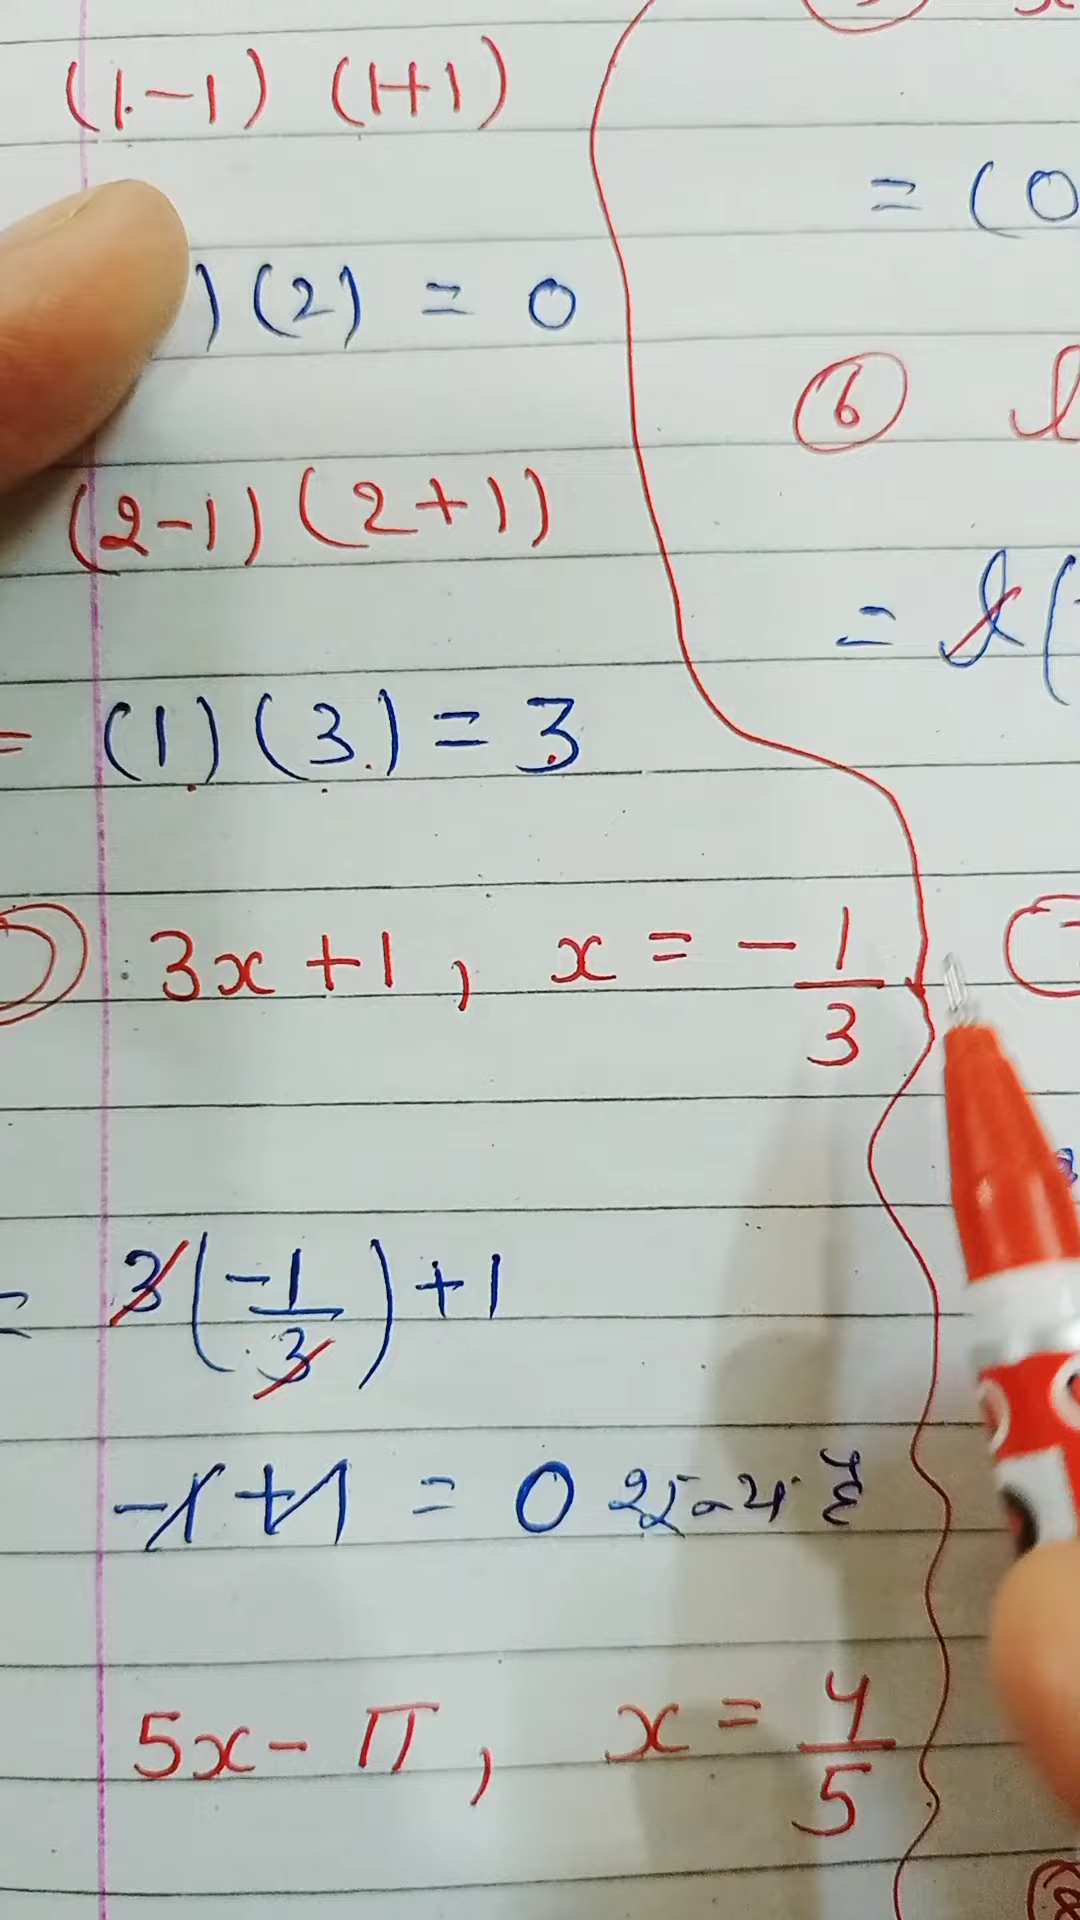 (1-1) (1+1)
)(2) = 0
(2-1) (2+1)
= (1) (3) = 3
3x+1, x = -1/3
= 3(-1/3)+1
-1+1 = 0
5x-π, x = 4/5
= (0
6
= l(